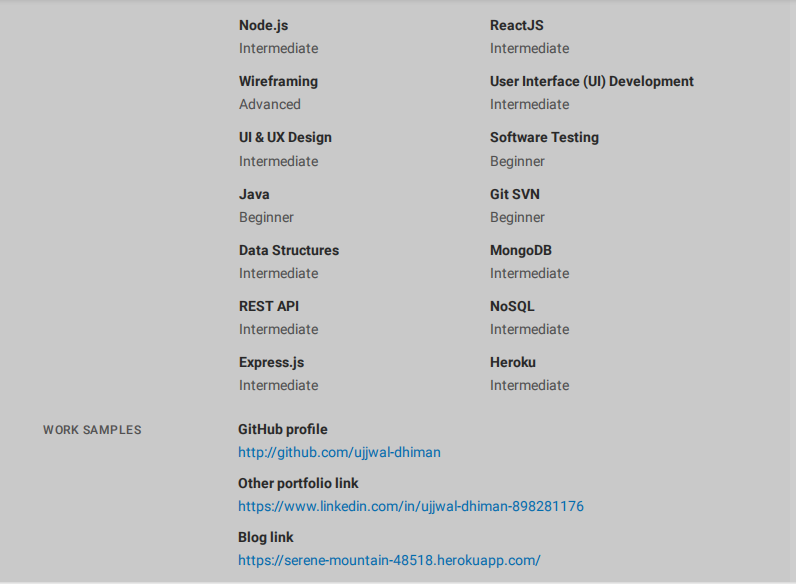 Node.js
Intermediate
ReactJS
Intermediate
Wireframing
Advanced
User Interface (UI) Development
Intermediate
UI & UX Design
Intermediate
Software Testing
Beginner
Java
Beginner
Git SVN
Beginner
Data Structures
Intermediate
MongoDB
Intermediate
REST API
Intermediate
NoSQL
Intermediate
Express.js
Intermediate
Heroku
Intermediate
WORK SAMPLES
GitHub profile
http://github.com/ujjwal-dhiman
Other portfolio link
https://www.linkedin.com/in/ujjwal-dhiman-898281176
Blog link
https://serene-mountain-48518.herokuapp.com/